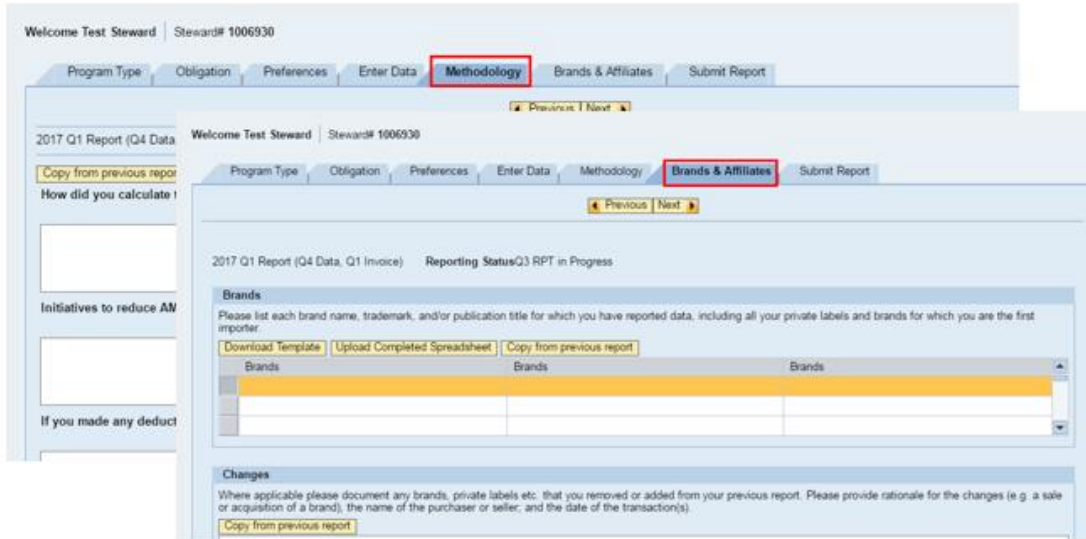 Welcome Test Steward Steward# 1006930
Program Type Obligation Preferences Enter Data Methodology Brands & Affiliates Submit Report
Previous Next
2017 Q1 Report (Q4 Data
Copy from previous repor
How did you calculate
Initiatives to reduce
If you made any deduct
Welcome Test Steward Steward# 1006930
Program Type Obligation Preferences Enter Data Methodology Brands & Affiliates Submit Report
Previous Next
2017 Q1 Report (Q4 Data, Q1 Invoice) Reporting StatusQ3 RPT in Progress
Brands
Please list each brand name, trademark, and/or publication title for which you have reported data, including all your private labels and brands for which you are the first
importer.
Download Template Upload Completed Spreadsheet Copy from previous report
Brands Brands Brands
Changes
Where applicable please document any brands, private labels etc. that you removed or added from your previous report. Please provide rationale for the changes (e.g. a sale
or acquisition of a brand), the name of the purchaser or seller, and the date of the transaction(s).
Copy from previous report